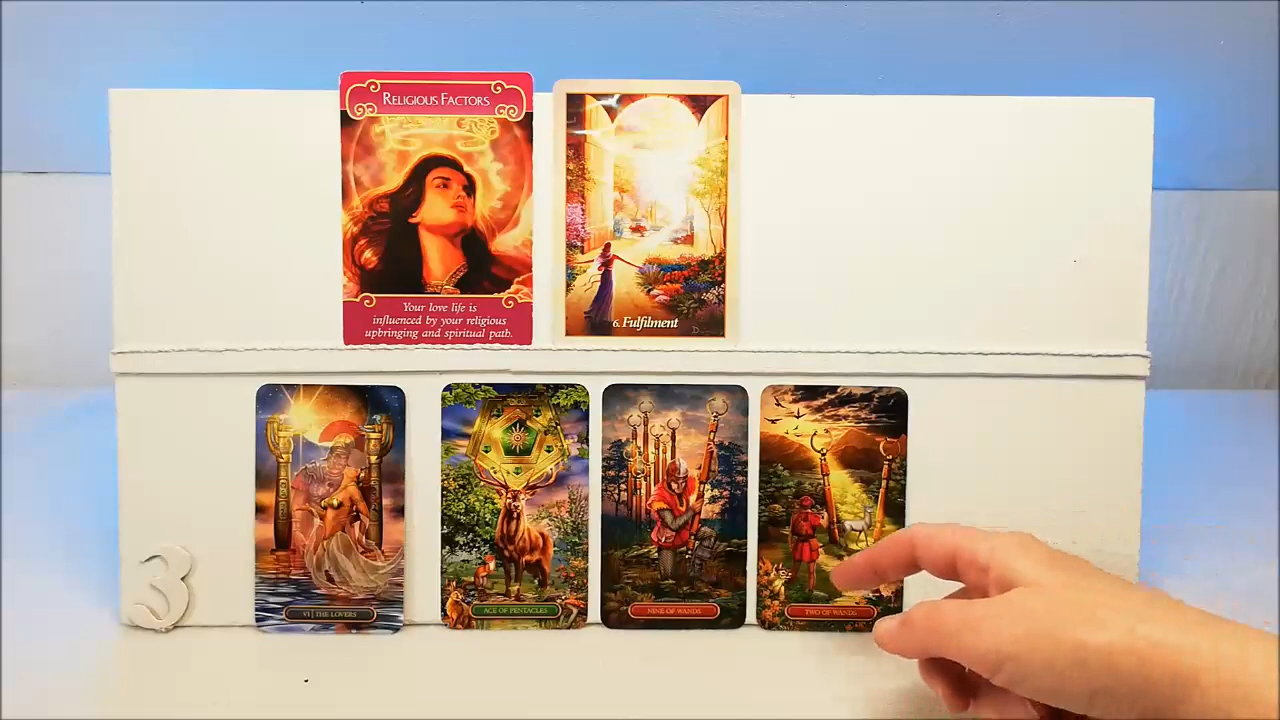 RELIGIOUS FACTORS
Your love life is
influenced by your religious
upbringing and spiritual path.
6. Fulfilment
3
VI THE LOVERS
ACE OF PENTACLES
NINE OF WANDS
TWO OF WANDS